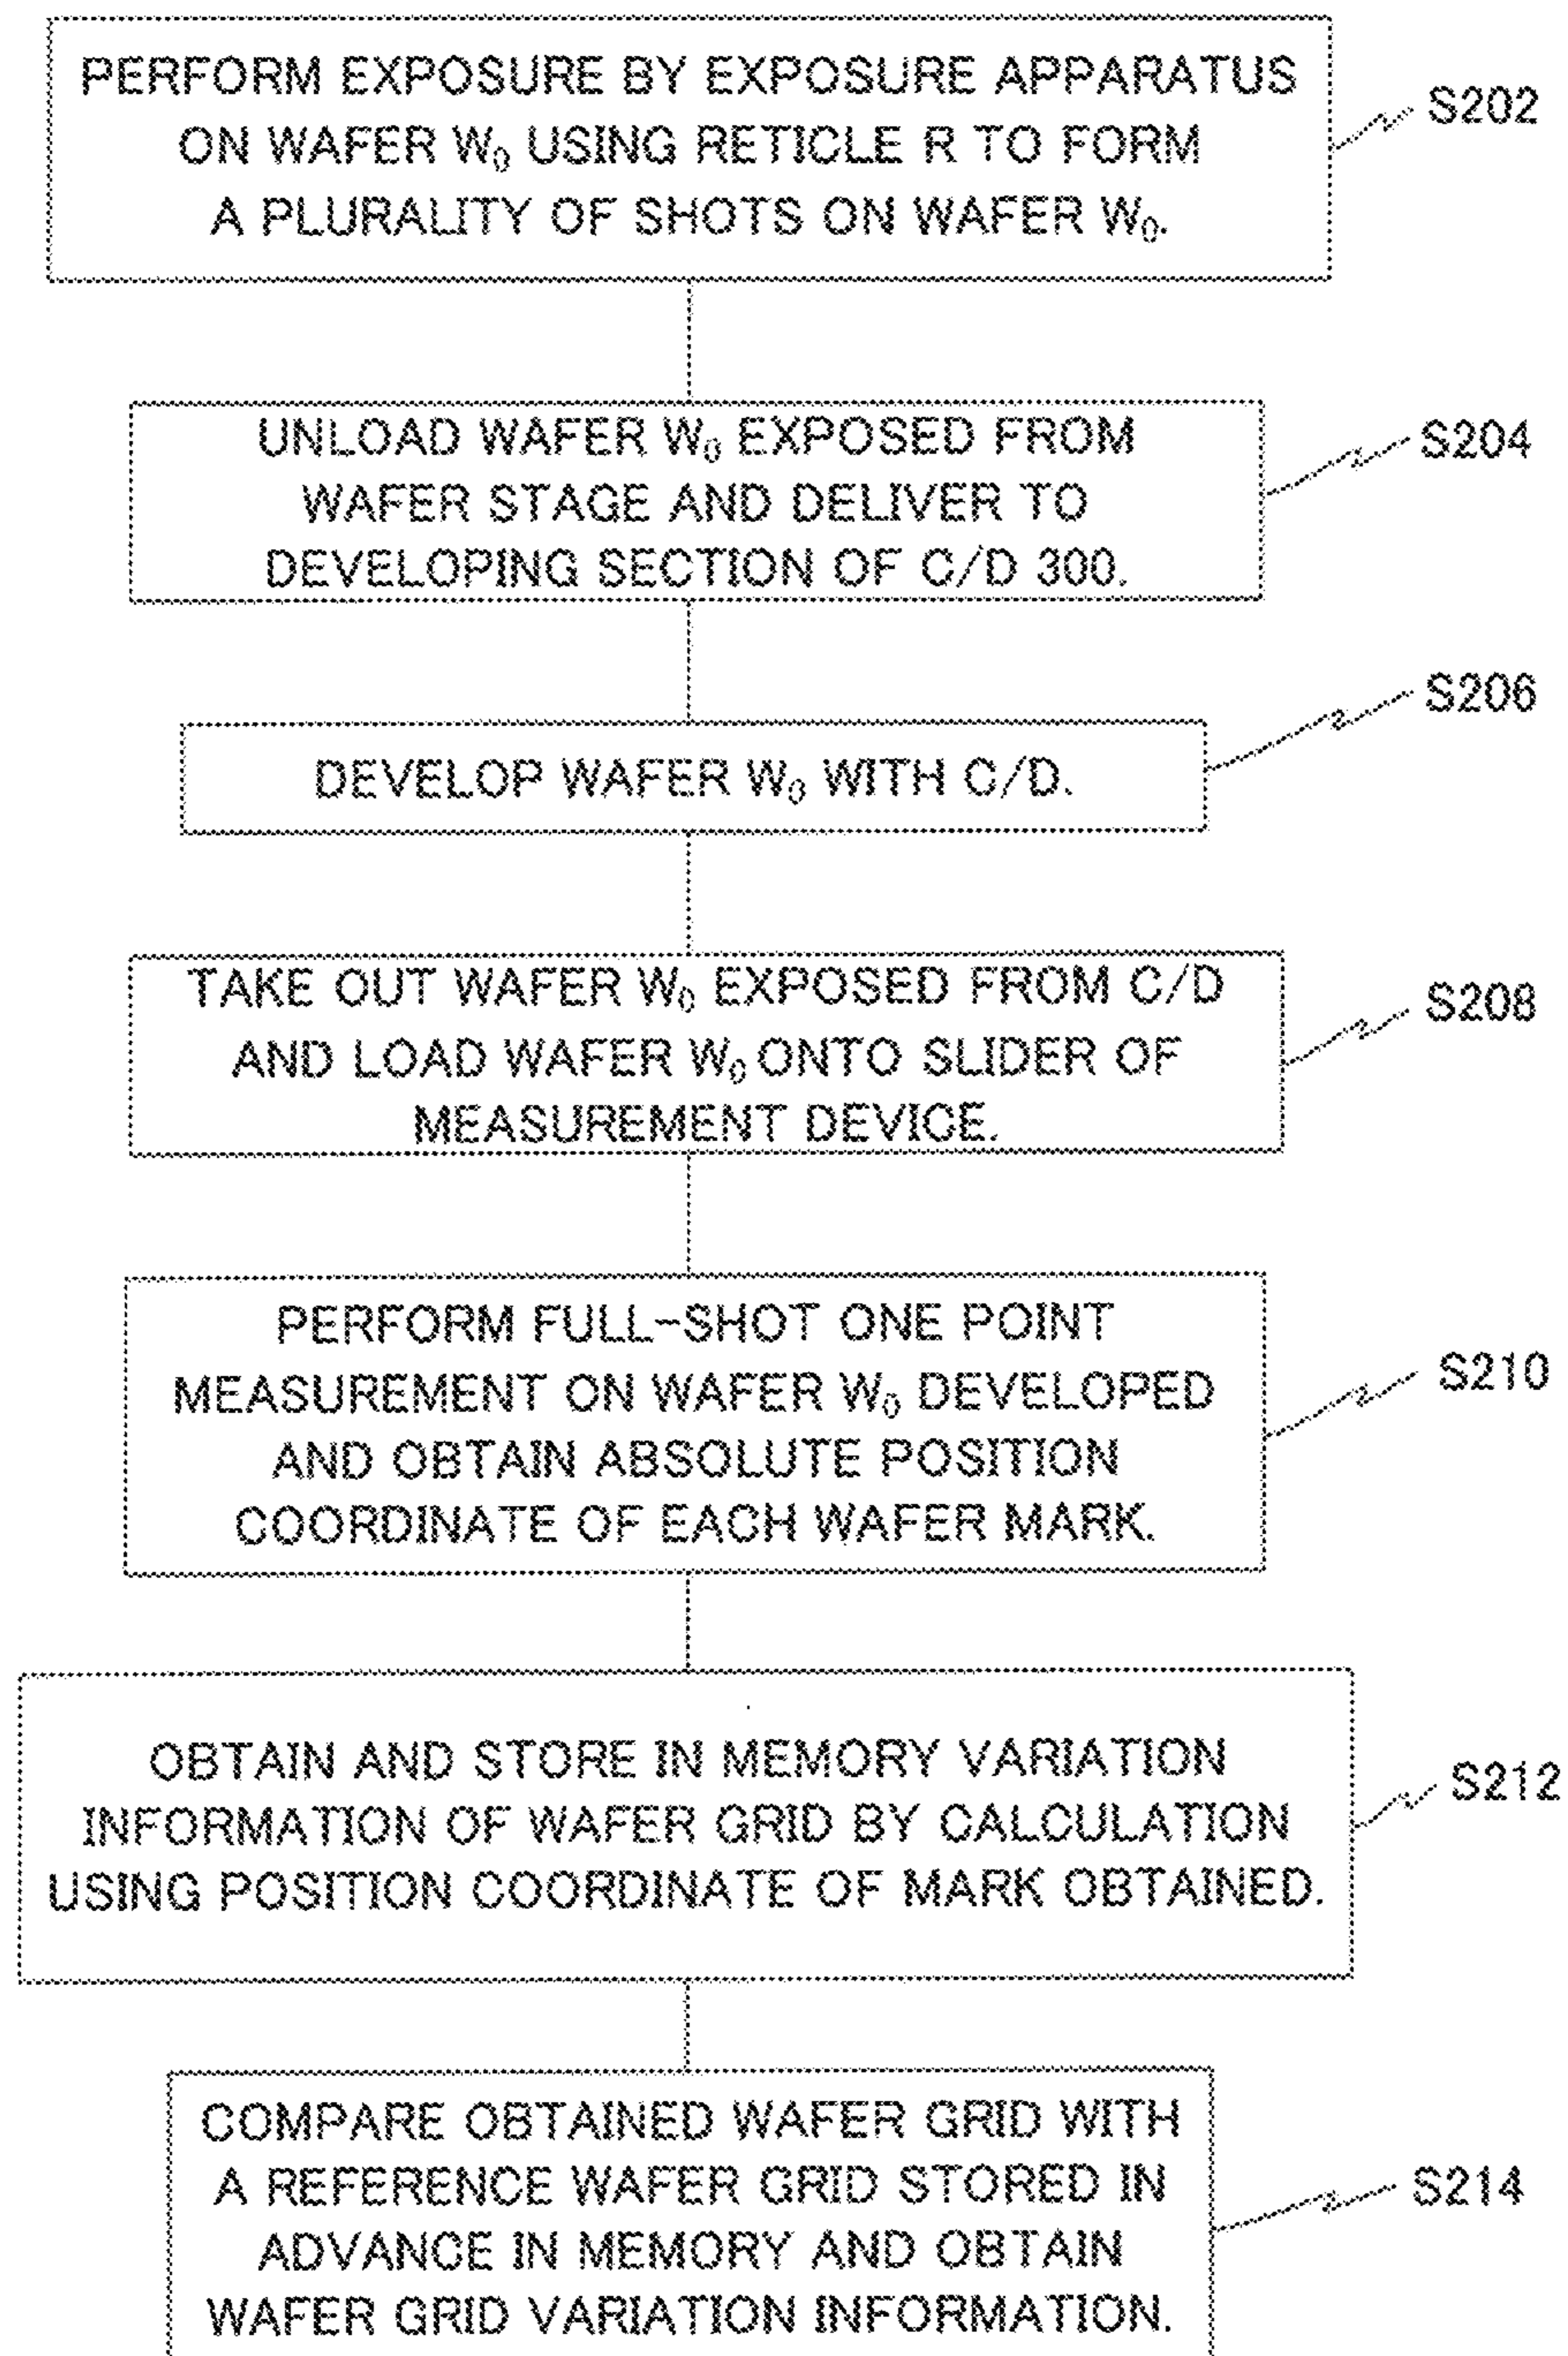 PERFORM EXPOSURE BY EXPOSURE APPARATUS
ON WAFER W₀ USING RETICLE R TO FORM
A PLURALITY OF SHOTS ON WAFER W₀.
S202
UNLOAD WAFER W₀ EXPOSED FROM
WAFER STAGE AND DELIVER TO
DEVELOPING SECTION OF C/D 300.
S204
DEVELOP WAFER W₀ WITH C/D.
S206
TAKE OUT WAFER W₀ EXPOSED FROM C/D
AND LOAD WAFER W₀ ONTO SLIDER OF
MEASUREMENT DEVICE.
S208
PERFORM FULL-SHOT ONE POINT
MEASUREMENT ON WAFER W₀ DEVELOPED
AND OBTAIN ABSOLUTE POSITION
COORDINATE OF EACH WAFER MARK.
S210
OBTAIN AND STORE IN MEMORY VARIATION
INFORMATION OF WAFER GRID BY CALCULATION
USING POSITION COORDINATE OF MARK OBTAINED.
S212
COMPARE OBTAINED WAFER GRID WITH
A REFERENCE WAFER GRID STORED IN
ADVANCE IN MEMORY AND OBTAIN
WAFER GRID VARIATION INFORMATION.
S214